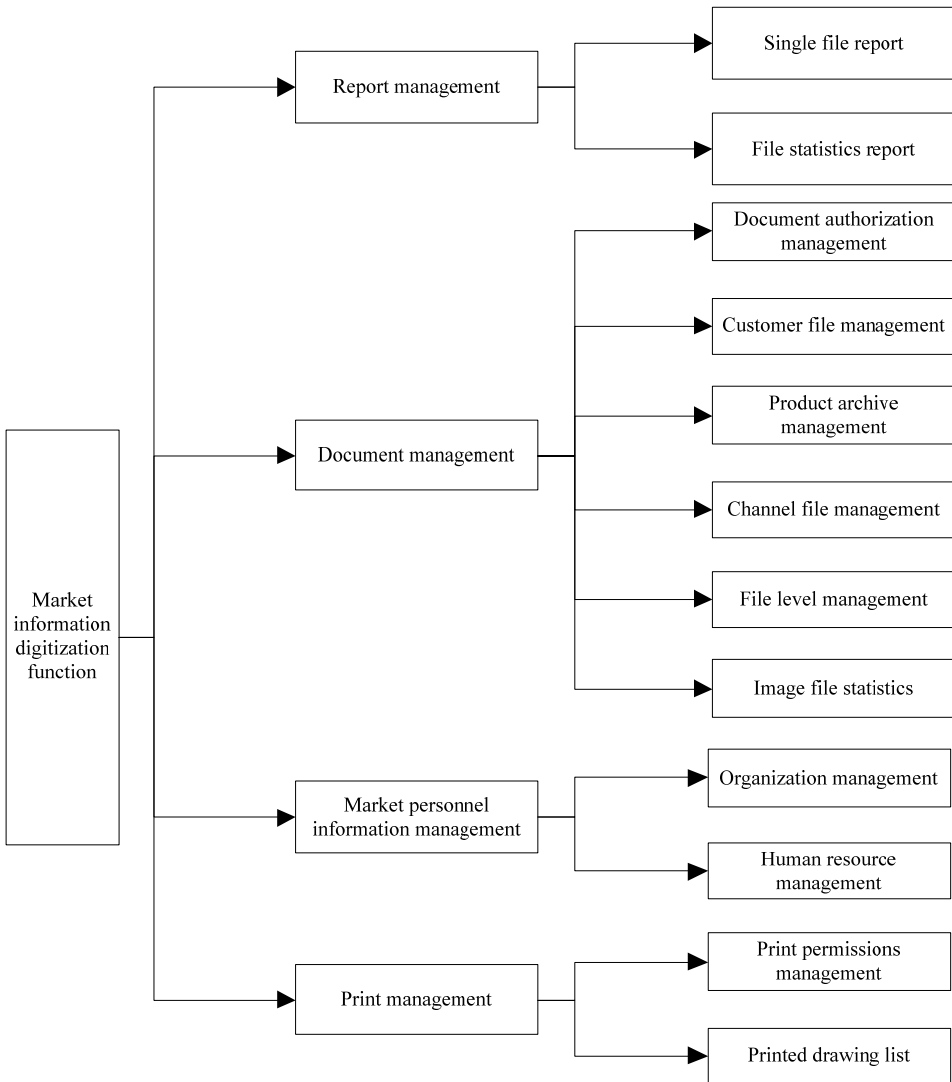 Single file report
Report management
File statistics report
Document authorization
management
Customer file management
Product archive
management
Document management
Channel file management
File level management
Market
information
digitization
function
Image file statistics
Organization management
Market personnel
information management
Human resource
management
Print permissions
management
Print management
Printed drawing list